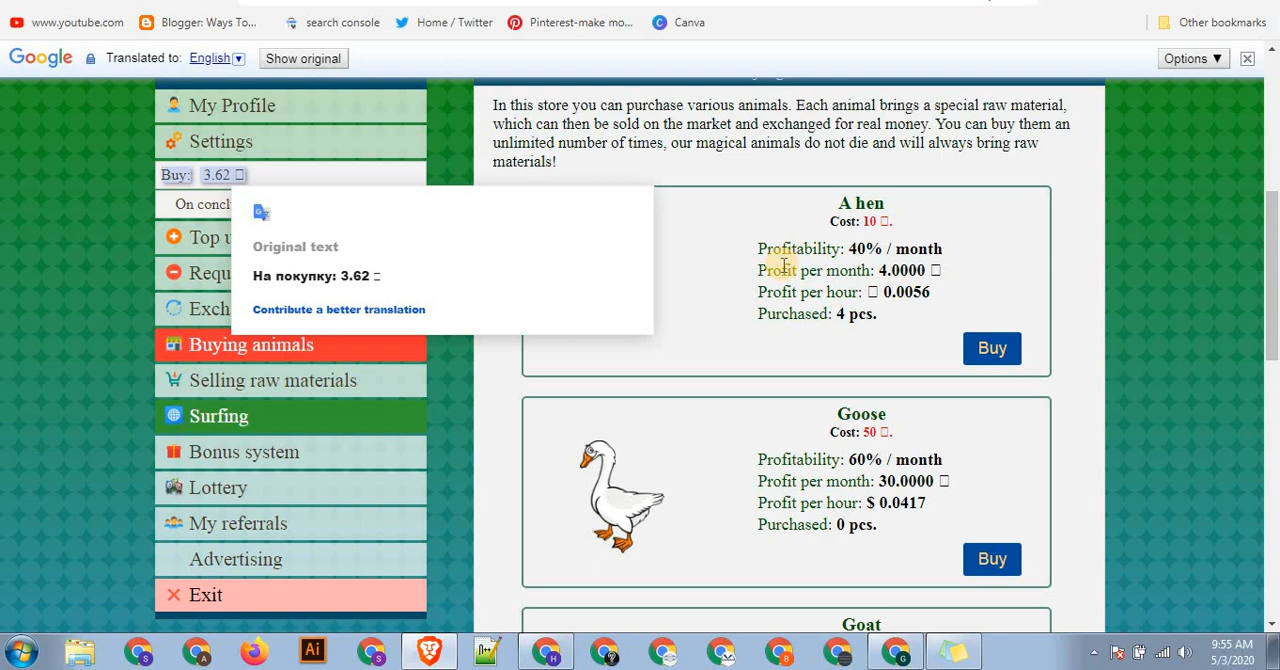 www.youtube.com
Blogger: Ways To...
search console
Home / Twitter
Pinterest-make mo...
Canva
Other bookmarks
Google
Translated to: English ▼
Show original
Options ▼
My Profile
Settings
Buy: 3.62
On concl
Top u
Requ
Exch
Buying animals
Selling raw materials
Surfing
Bonus system
Lottery
My referrals
Advertising
Exit
Original text
На покупку: 3.62
Contribute a better translation
In this store you can purchase various animals. Each animal brings a special raw material,
which can then be sold on the market and exchanged for real money. You can buy them an
unlimited number of times, our magical animals do not die and will always bring raw
materials!
A hen
Cost: 10 .
Profitability: 40% / month
Profit per month: 4.0000
Profit per hour: 0.0056
Purchased: 4 pcs.
Buy
Goose
Cost: 50 .
Profitability: 60% / month
Profit per month: 30.0000
Profit per hour: $ 0.0417
Purchased: 0 pcs.
Buy
Goat
9:55 AM
5/3/2020